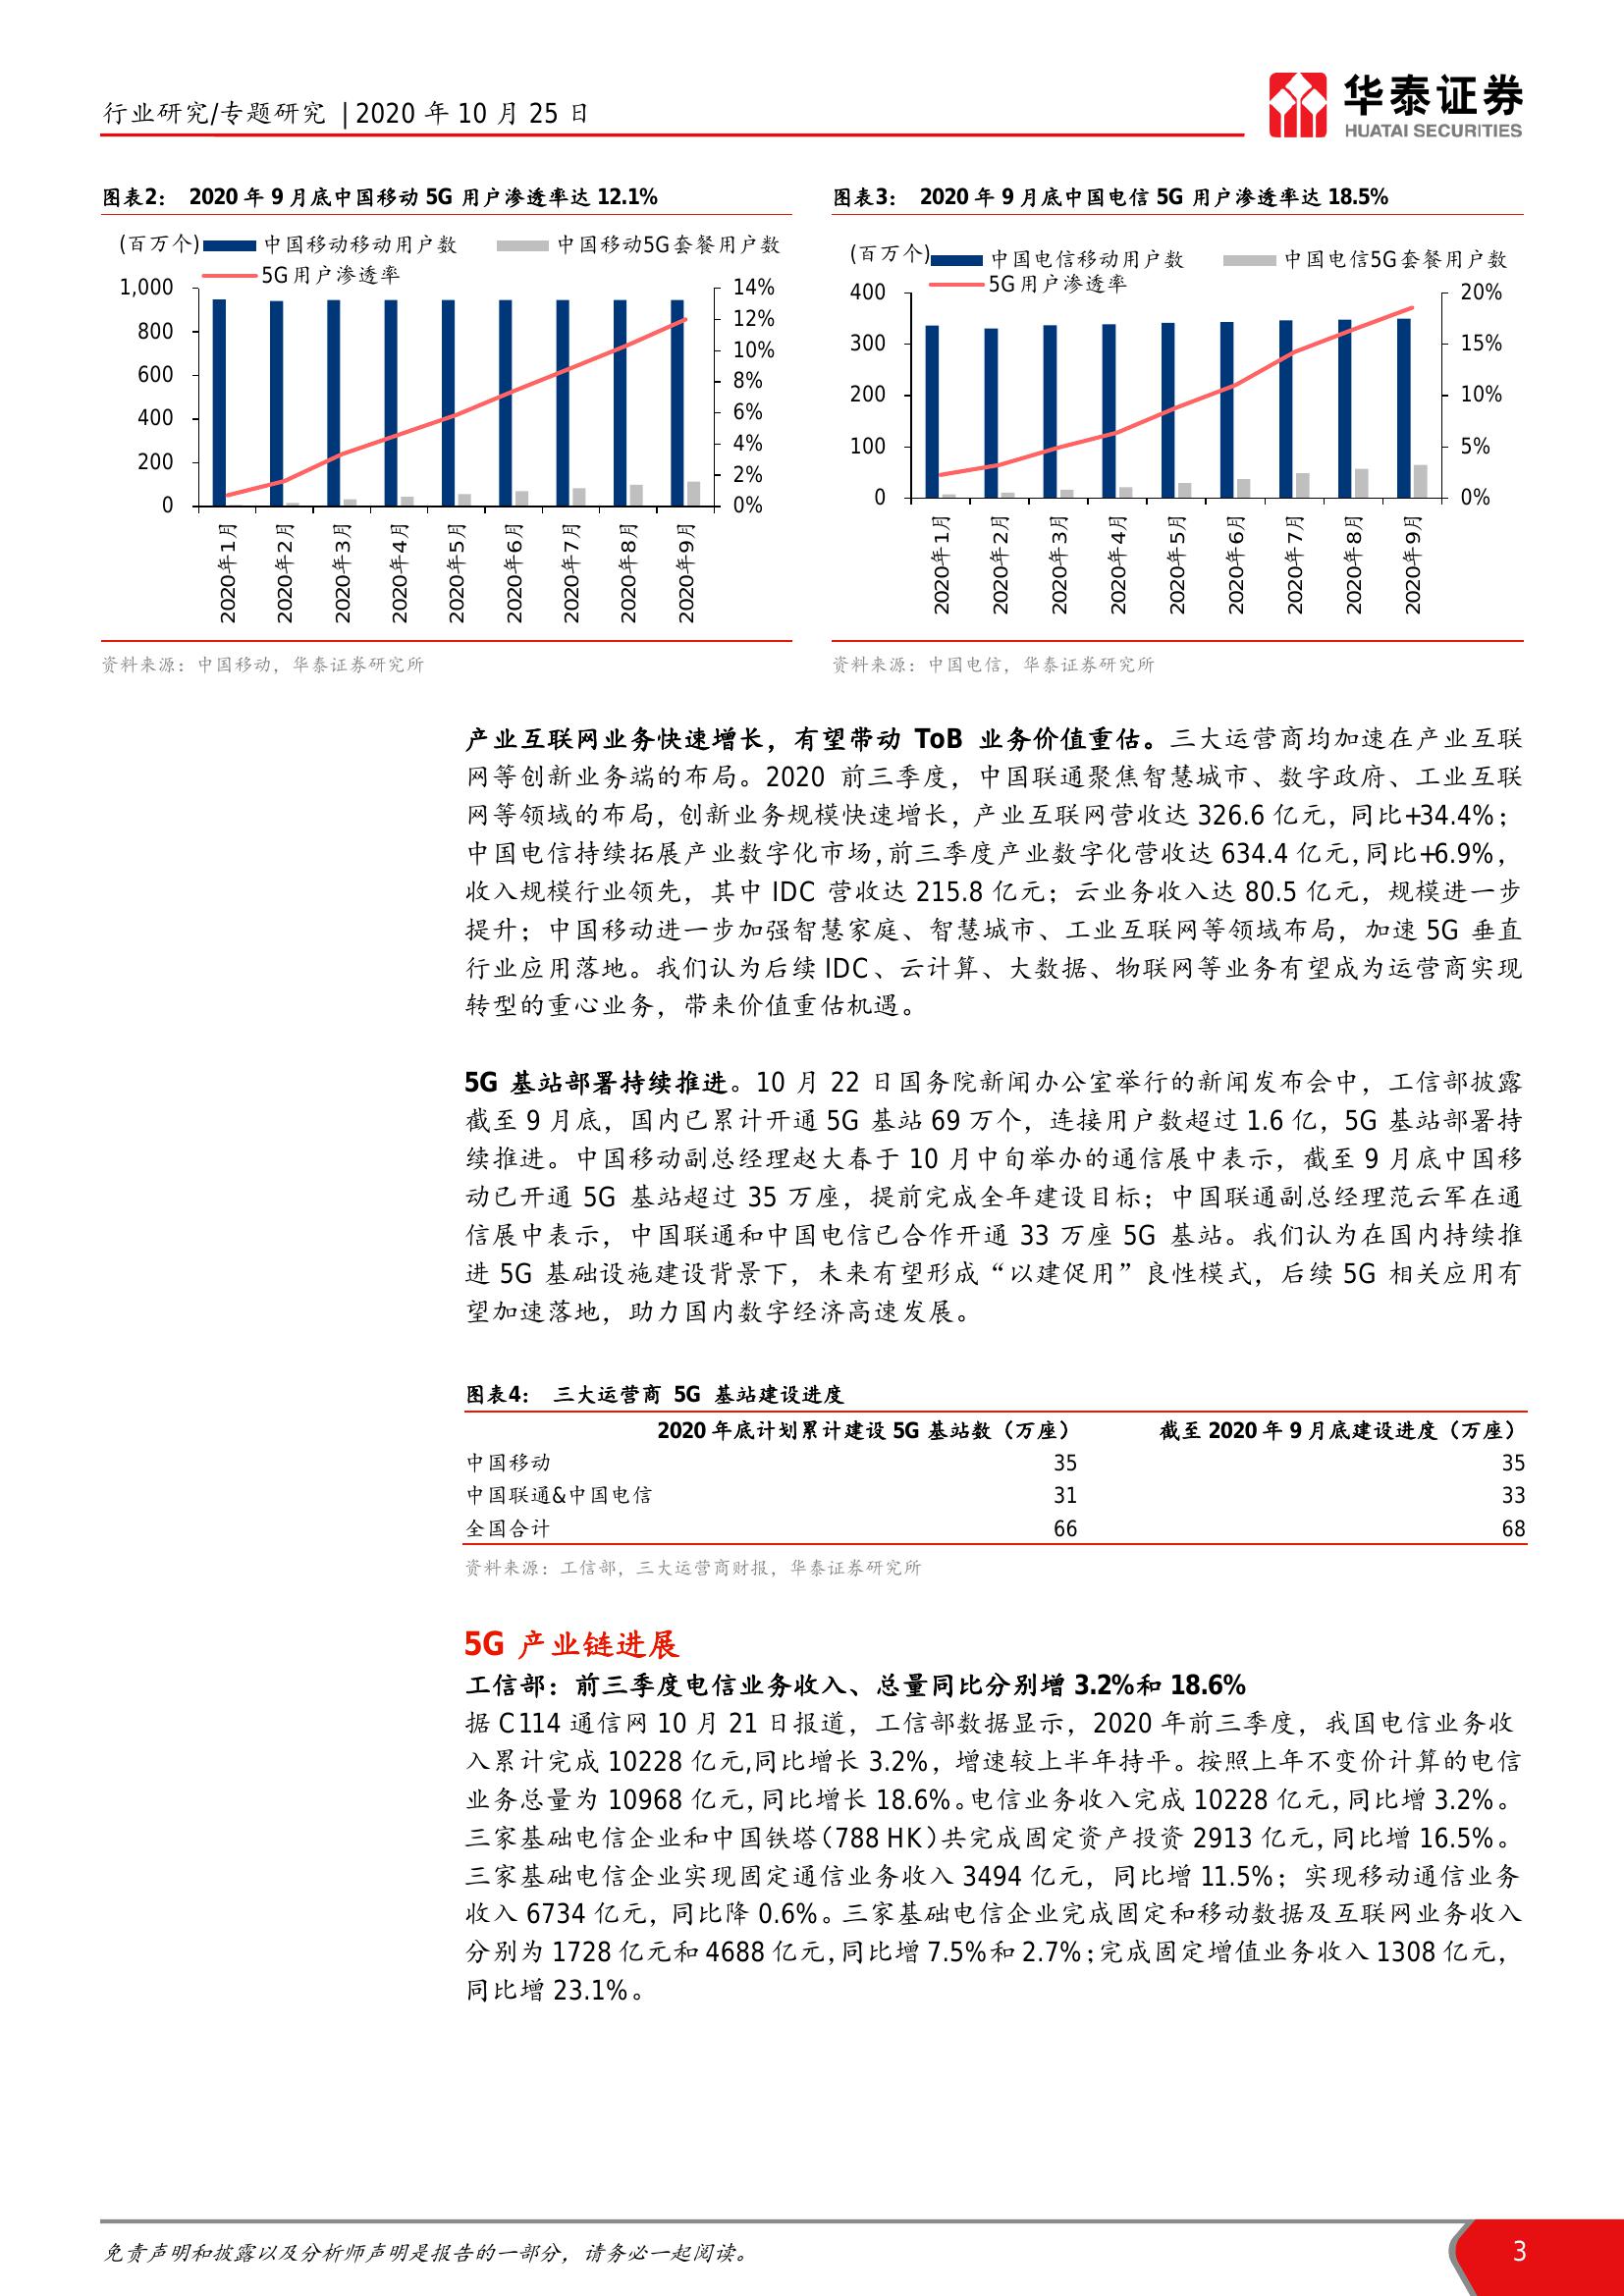 行业研究/专题研究 | 2020 年 10 月 25 日
华泰证券
HUATAI SECURITIES
图表2： 2020 年 9 月底中国移动 5G 用户渗透率达 12.1%
(百万个)
中国移动移动用户数
中国移动5G套餐用户数
5G用户渗透率
1,000
800
600
400
200
0
14%
12%
10%
8%
6%
4%
2%
0%
2020年1月
2020年2月
2020年3月
2020年4月
2020年5月
2020年6月
2020年7月
2020年8月
2020年9月
资料来源：中国移动，华泰证券研究所
图表3： 2020 年 9 月底中国电信 5G 用户渗透率达 18.5%
(百万个)
中国电信移动用户数
中国电信5G套餐用户数
5G用户渗透率
400
300
200
100
0
20%
15%
10%
5%
0%
2020年1月
2020年2月
2020年3月
2020年4月
2020年5月
2020年6月
2020年7月
2020年8月
2020年9月
资料来源：中国电信，华泰证券研究所
产业互联网业务快速增长，有望带动 ToB 业务价值重估。三大运营商均加速在产业互联
网等创新业务端的布局。2020 前三季度，中国联通聚焦智慧城市、数字政府、工业互联
网等领域的布局，创新业务规模快速增长，产业互联网营收达 326.6 亿元，同比+34.4%；
中国电信持续拓展产业数字化市场，前三季度产业数字化营收达 634.4 亿元，同比+6.9%，
收入规模行业领先，其中 IDC 营收达 215.8 亿元；云业务收入达 80.5 亿元，规模进一步
提升；中国移动进一步加强智慧家庭、智慧城市、工业互联网等领域布局，加速 5G 垂直
行业应用落地。我们认为后续 IDC、云计算、大数据、物联网等业务有望成为运营商实现
转型的重心业务，带来价值重估机遇。
5G 基站部署持续推进。10 月 22 日国务院新闻办公室举行的新闻发布会中，工信部披露
截至 9 月底，国内已累计开通 5G 基站 69 万个，连接用户数超过 1.6 亿，5G 基站部署持
续推进。中国移动副总经理赵大春于 10 月中旬举办的通信展中表示，截至 9 月底中国移
动已开通 5G 基站超过 35 万座，提前完成全年建设目标；中国联通副总经理范云军在通
信展中表示，中国联通和中国电信已合作开通 33 万座 5G 基站。我们认为在国内持续推
进 5G 基础设施建设背景下，未来有望形成“以建促用”良性模式，后续 5G 相关应用有
望加速落地，助力国内数字经济高速发展。
图表4： 三大运营商 5G 基站建设进度
2020 年底计划累计建设 5G 基站数（万座） 截至 2020 年 9 月底建设进度（万座）
中国移动 35 35
中国联通&中国电信 31 33
全国合计 66 68
资料来源：工信部，三大运营商财报，华泰证券研究所
5G 产业链进展
工信部：前三季度电信业务收入、总量同比分别增 3.2%和 18.6%
据 C114 通信网 10 月 21 日报道，工信部数据显示，2020 年前三季度，我国电信业务收
入累计完成 10228 亿元,同比增长 3.2%，增速较上半年持平。按照上年不变价计算的电信
业务总量为 10968 亿元，同比增长 18.6%。电信业务收入完成 10228 亿元，同比增 3.2%。
三家基础电信企业和中国铁塔（788 HK）共完成固定资产投资 2913 亿元，同比增 16.5%。
三家基础电信企业实现固定通信业务收入 3494 亿元，同比增 11.5%；实现移动通信业务
收入 6734 亿元，同比降 0.6%。三家基础电信企业完成固定和移动数据及互联网业务收入
分别为 1728 亿元和 4688 亿元，同比增 7.5%和 2.7%；完成固定增值业务收入 1308 亿元，
同比增 23.1%。
免责声明和披露以及分析师声明是报告的一部分，请务必一起阅读。
3